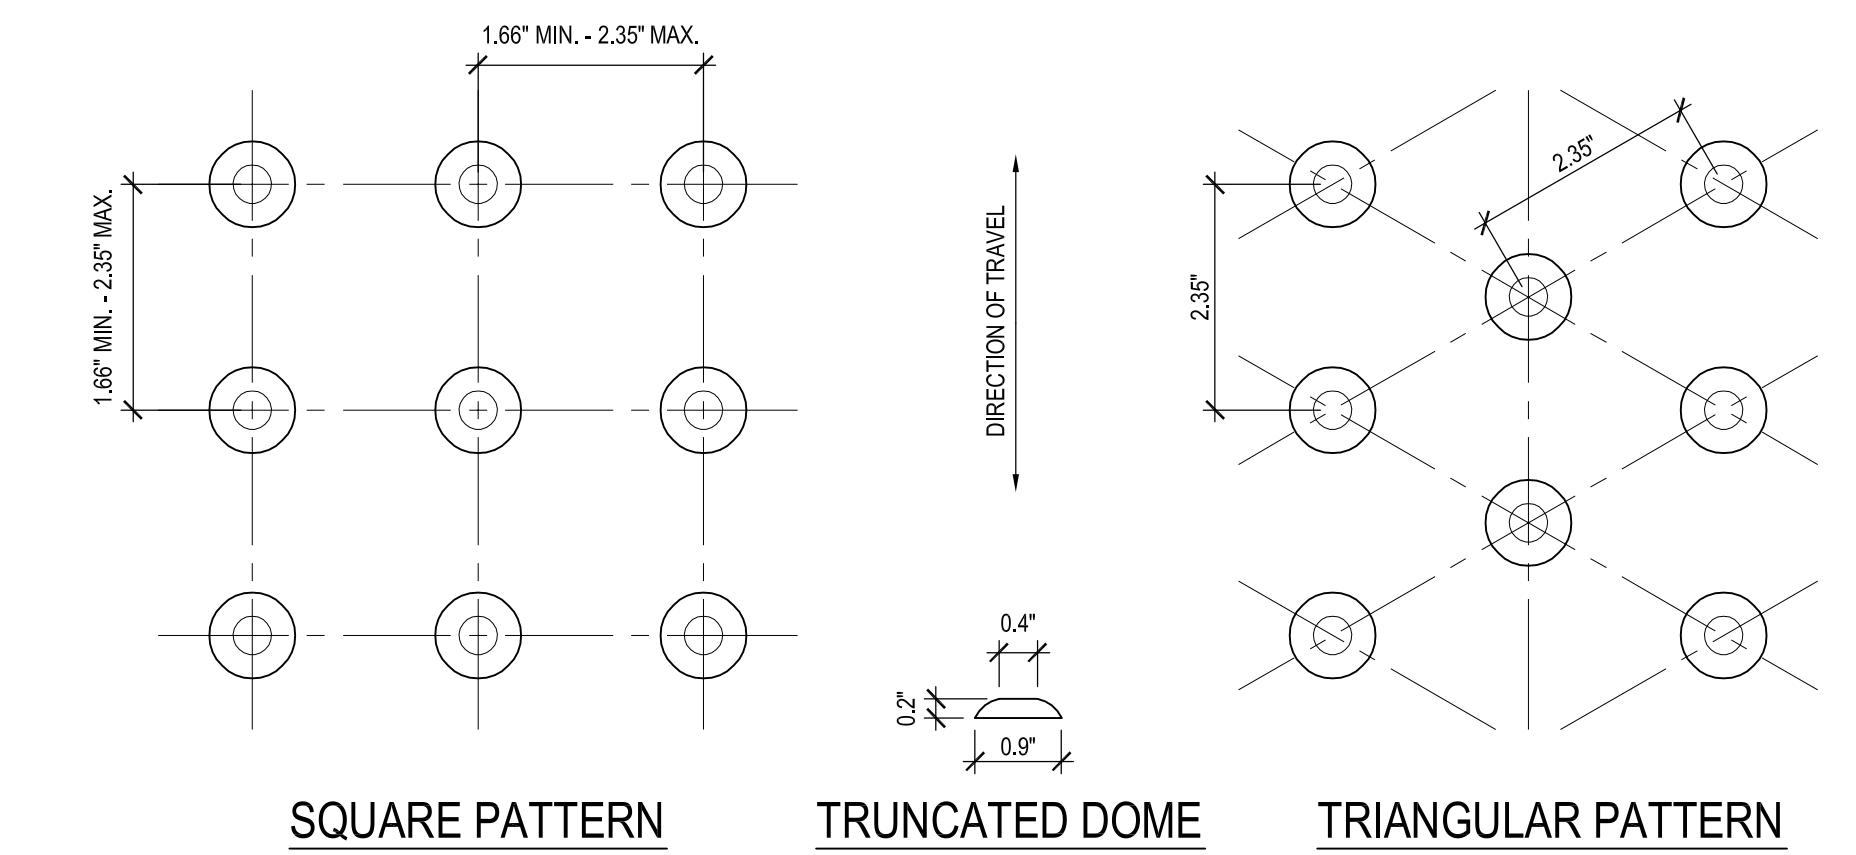 1.66" MIN. - 2.35" MAX.
1.66" MIN. - 2.35" MAX.
DIRECTION OF TRAVEL
2.35"
2.35"
0.4"
0.2"
0.9"
SQUARE PATTERN
TRUNCATED DOME
TRIANGULAR PATTERN